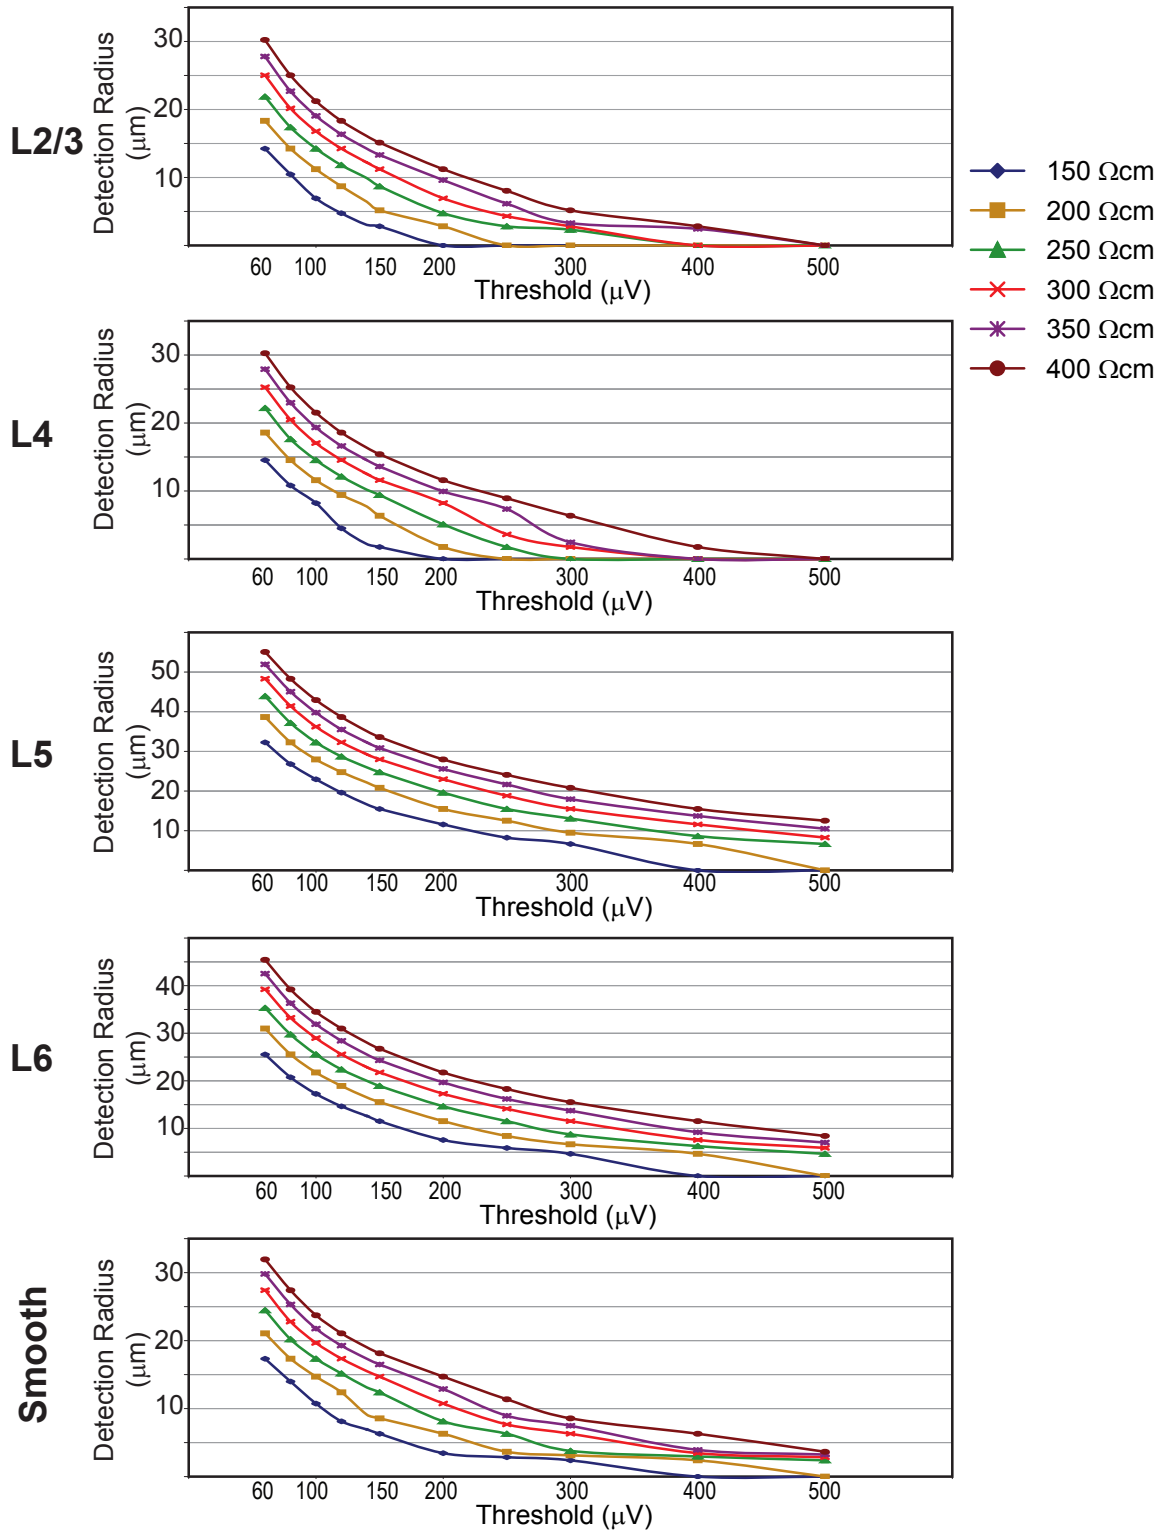 L2/3
Detection Radius
(μm)
30
20
10
60 100 150 200 300 400 500
Threshold (μV)
150 Ωcm
200 Ωcm
250 Ωcm
300 Ωcm
350 Ωcm
400 Ωcm
L4
Detection Radius
(μm)
30
20
10
60 100 150 200 300 400 500
Threshold (μV)
L5
Detection Radius
(μm)
50
40
30
20
10
60 100 150 200 300 400 500
Threshold (μV)
L6
Detection Radius
(μm)
40
30
20
10
60 100 150 200 300 400 500
Threshold (μV)
Smooth
Detection Radius
(μm)
30
20
10
60 100 150 200 300 400 500
Threshold (μV)